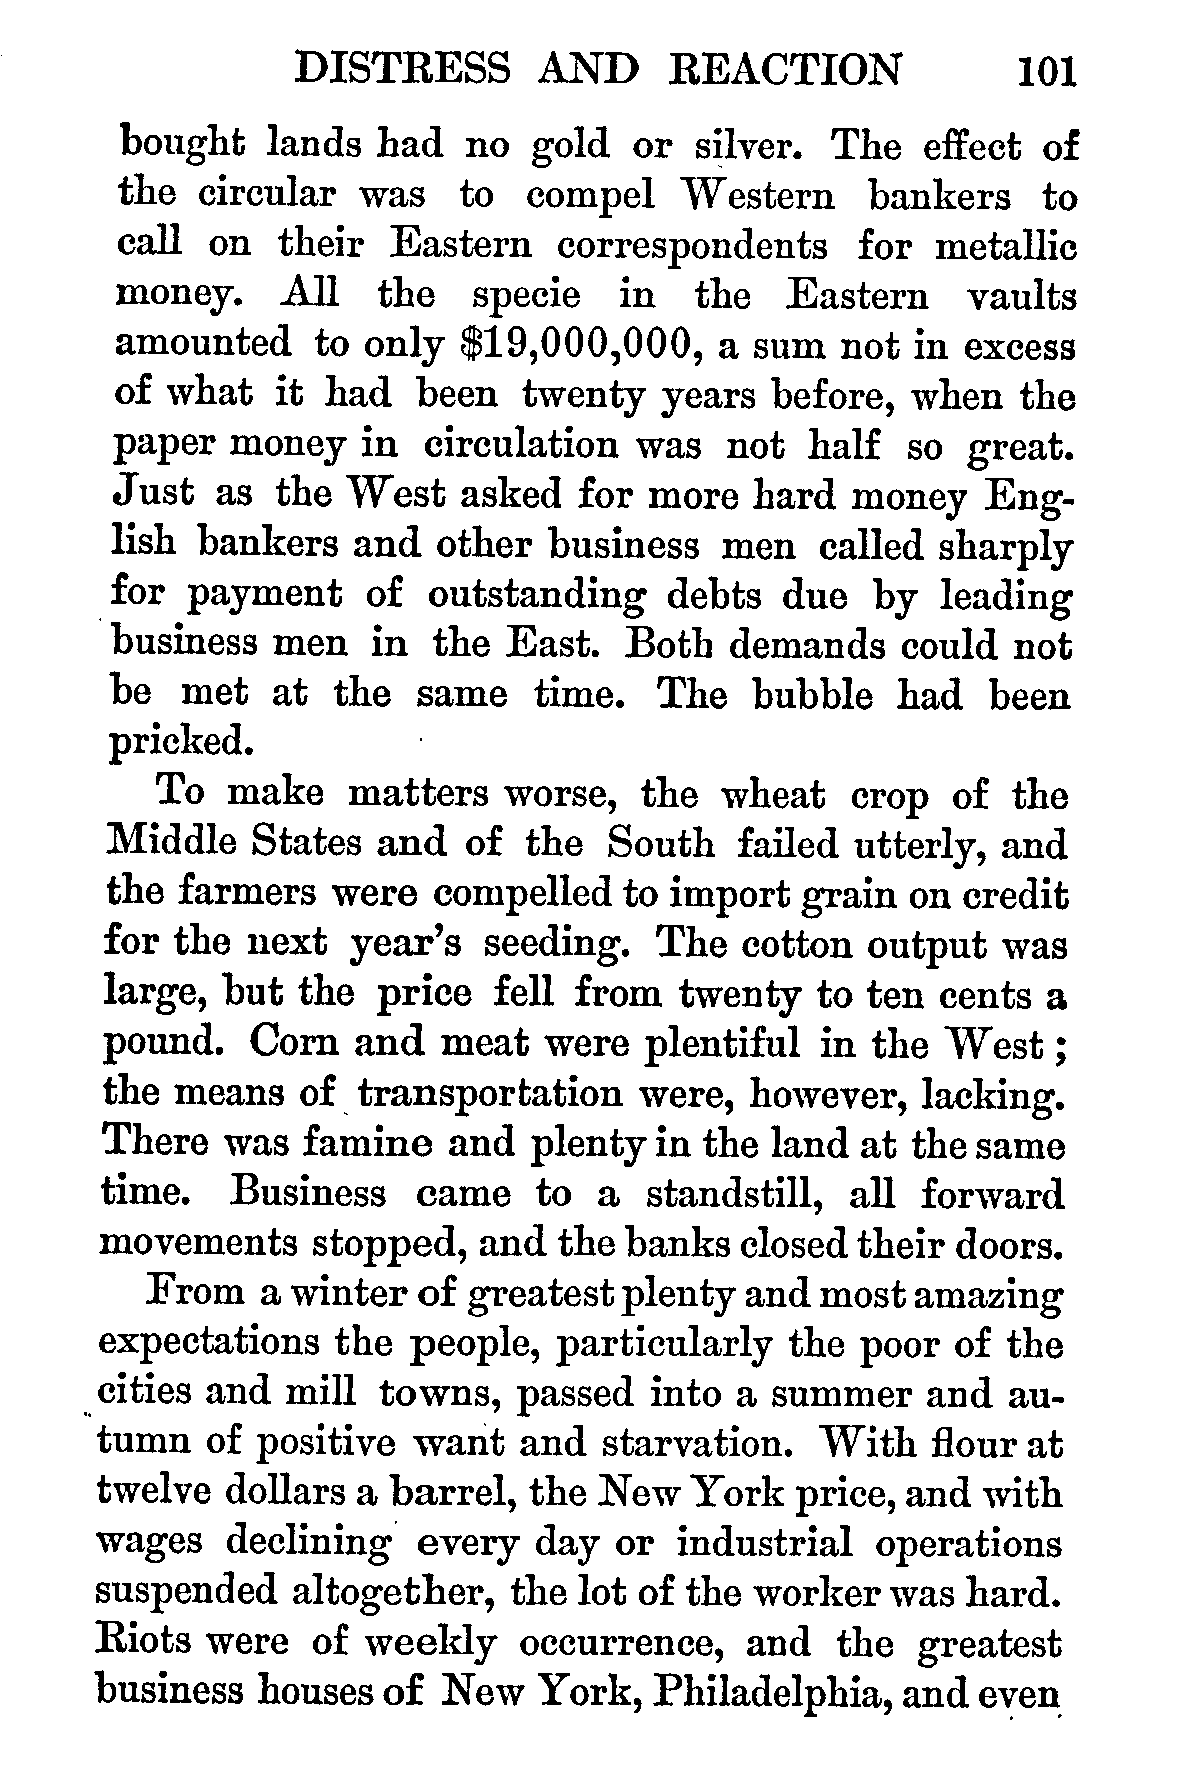 DISTRESS AND REACTION 101
bought lands had no gold or silver. The effect of
the circular was to compel Western bankers to
call on their Eastern correspondents for metallic
money. All the specie in the Eastern vaults
amounted to only $19,000,000, a sum not in excess
of what it had been twenty years before, when the
paper money in circulation was not half so great.
Just as the West asked for more hard money Eng-
lish bankers and other business men called sharply
for payment of outstanding debts due by leading
business men in the East. Both demands could not
be met at the same time. The bubble had been
pricked.
To make matters worse, the wheat crop of the
Middle States and of the South failed utterly, and
the farmers were compelled to import grain on credit
for the next year's seeding. The cotton output was
large, but the price fell from twenty to ten cents a
pound. Corn and meat were plentiful in the West;
the means of transportation were, however, lacking.
There was famine and plenty in the land at the same
time. Business came to a standstill, all forward
movements stopped, and the banks closed their doors.
From a winter of greatest plenty and most amazing
expectations the people, particularly the poor of the
cities and mill towns, passed into a summer and au-
tumn of positive want and starvation. With flour at
twelve dollars a barrel, the New York price, and with
wages declining every day or industrial operations
suspended altogether, the lot of the worker was hard.
Riots were of weekly occurrence, and the greatest
business houses of New York, Philadelphia, and even